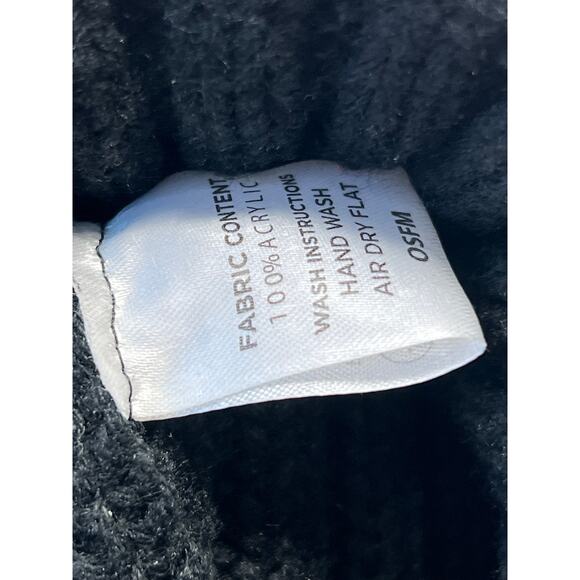 FABRIC CONTENT
100% ACRYLIC
WASH INSTRUCTIONS
HAND WASH
AIR DRY FLAT
OSFM